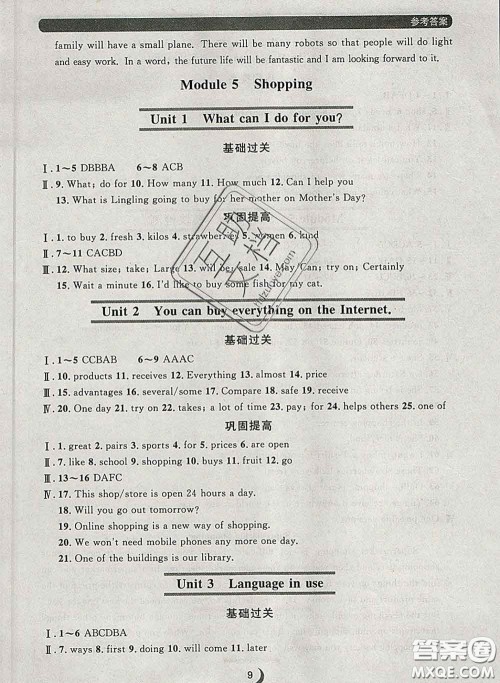 参考答案
family will have a small plane. There will be many robots so that people will do light
and easy work. In a word, the future life will be fantastic and I am looking forward to it.
Module 5 Shopping
Unit 1 What can I do for you?
基础过关
Ⅰ. 1~5 DBBBA 6~8 ACB
Ⅱ. 9. What; do for 10. How many 11. How much 12. Can I help you
13. What is Lingling going to buy for her mother on Mother's Day?
巩固提高
Ⅰ. 1. to buy 2. fresh 3. kilos 4. strawberries 5. women 6. kind
Ⅱ. 7~11 CACBD
Ⅲ. 12. What size; take; Large 13. will be; sale 14. May/Can; try on; Certainly
15. Wait a minute 16. I'd like to buy some fish for my cat.
Unit 2 You can buy everything on the Internet.
基础过关
Ⅰ. 1~5 CCBAB 6~9 AAAC
Ⅱ. 10. products 11. receives 12. Everything 13. almost 14. price
Ⅲ. 15. advantages 16. several/some 17. Compare 18. safe 19. receive
Ⅳ. 20. One day 21. try on 22. takes; a lot of time 23. pay; for 24. helps people 25. one of
巩固提高
Ⅰ. 1. great 2. pairs 3. sports 4. for 5. prices 6. are open
Ⅱ. 7. like 8. school 9. shopping 10. buys 11. fruit 12. go
Ⅲ. 13~16 DAFC
Ⅳ. 17. This shop/store is open 24 hours a day.
18. Will you go out tomorrow?
19. Online shopping is a new way of shopping.
20. We won't need mobile phones any more one day.
21. One of the buildings is our library.
Unit 3 Language in use
基础过关
Ⅰ. 1~6 ABCDBA
Ⅱ. 7. ways 8. first 9. doing 10. will come 11. later
9
互助文档
答案圈
MXQE.COM